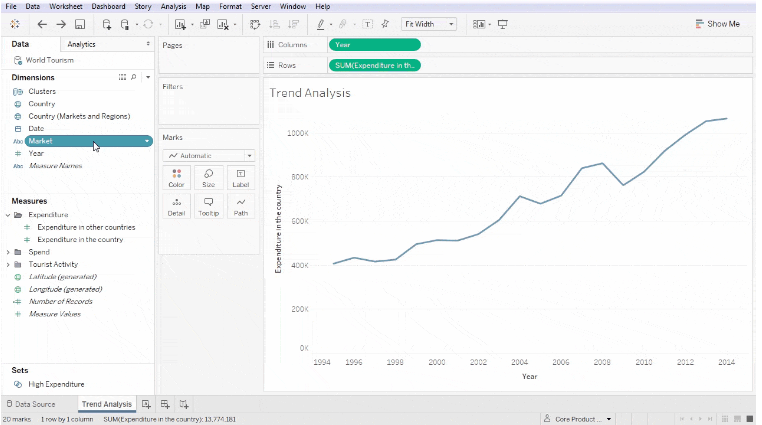 File Data Worksheet Dashboard Story Analysis Map Format Server Window Help
Fit Width
Show Me
Data Analytics
World Tourism
Dimensions
Clusters
Country
Country (Markets and Regions)
Date
Abc Market
Year
Abc Measure Names
Measures
Expenditure
Expenditure in other countries
Expenditure in the country
Spend
Tourist Activity
Latitude (generated)
Longitude (generated)
Number of Records
Measure Values
Sets
High Expenditure
Pages
Filters
Marks
Automatic
Color Size Label
Detail Tooltip Path
Columns Year
Rows SUM(Expenditure in th..
Trend Analysis
Expenditure in the country
1000K
800K
600K
400K
200K
0K
1994 1996 1998 2000 2002 2004 2006 2008 2010 2012 2014
Year
Data Source Trend Analysis
20 marks 1 row by 1 column SUM(Expenditure in the country): 13,774,181
Core Product ...